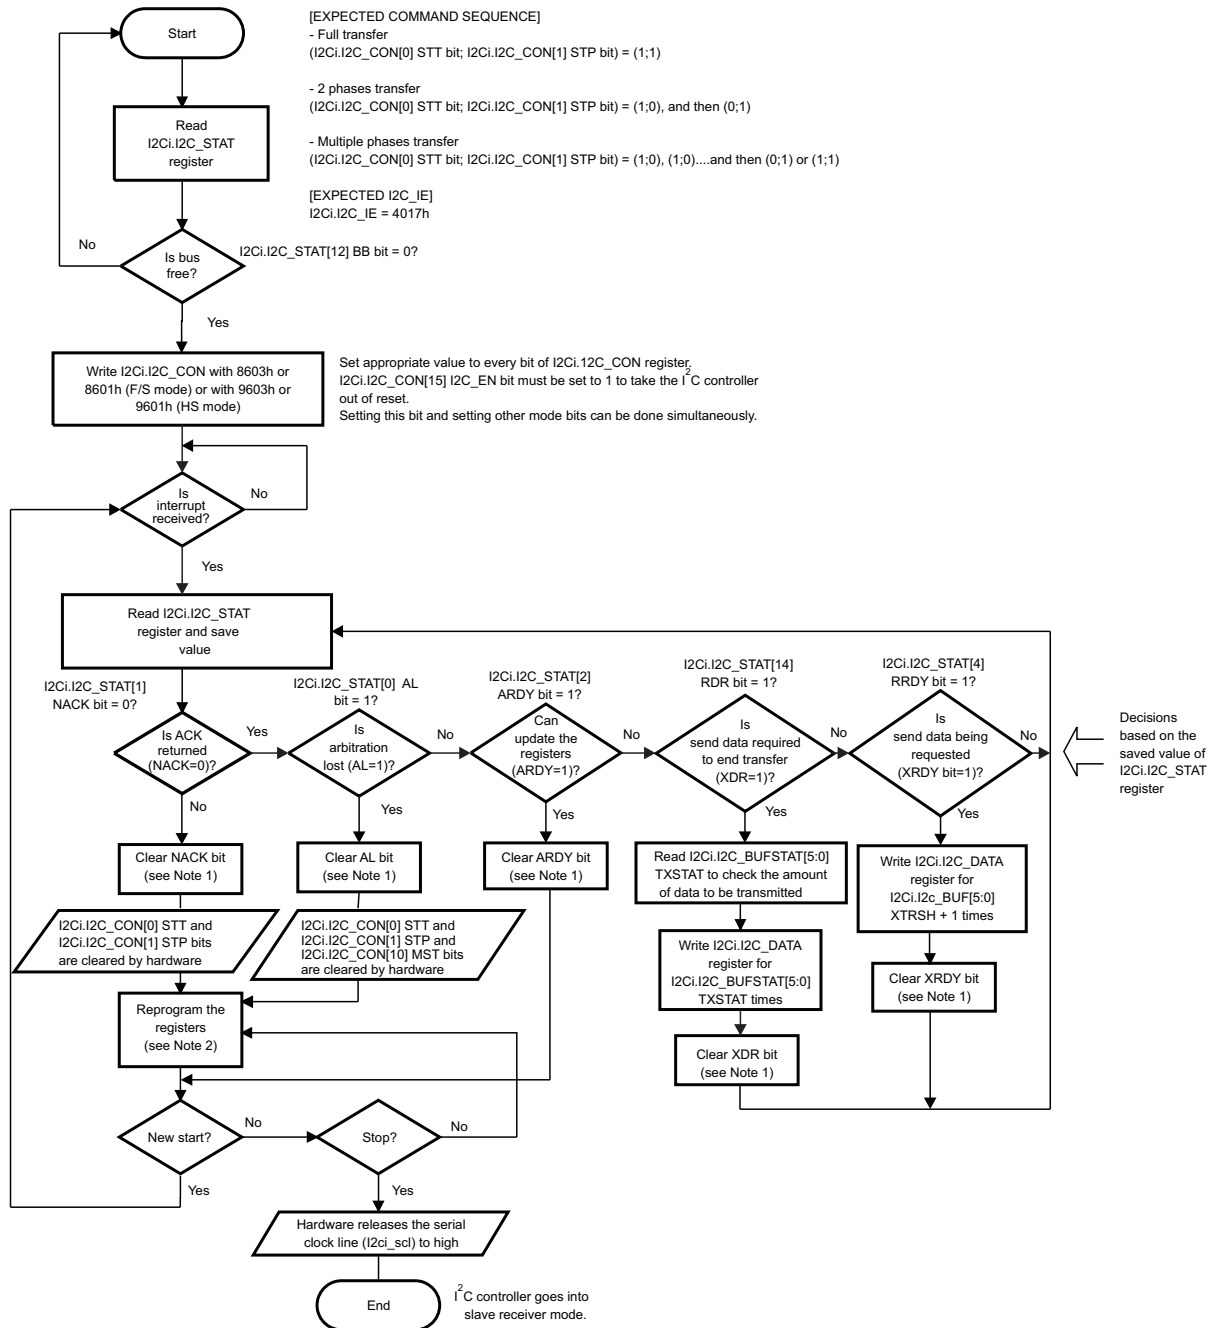 Start
[EXPECTED COMMAND SEQUENCE]
- Full transfer
(I2Ci.I2C_CON[0] STT bit; I2Ci.I2C_CON[1] STP bit) = (1;1)
- 2 phases transfer
(I2Ci.I2C_CON[0] STT bit; I2Ci.I2C_CON[1] STP bit) = (1;0), and then (0;1)
- Multiple phases transfer
(I2Ci.I2C_CON[0] STT bit; I2Ci.I2C_CON[1] STP bit) = (1;0), (1;0)....and then (0;1) or (1;1)
[EXPECTED I2C_IE]
I2Ci.I2C_IE = 4017h
Read
I2Ci.I2C_STAT
register
No
Is bus
free?
I2Ci.I2C_STAT[12] BB bit = 0?
Yes
Write I2Ci.I2C_CON with 8603h or
8601h (F/S mode) or with 9603h or
9601h (HS mode)
Set appropriate value to every bit of I2Ci.12C_CON register.
I2Ci.I2C_CON[15] I2C_EN bit must be set to 1 to take the I2C controller
out of reset.
Setting this bit and setting other mode bits can be done simultaneously.
Is
interrupt
received?
No
Yes
Read I2Ci.I2C_STAT
register and save
value
I2Ci.I2C_STAT[1]
NACK bit = 0?
I2Ci.I2C_STAT[0] AL
bit = 1?
I2Ci.I2C_STAT[2]
ARDY bit = 1?
I2Ci.I2C_STAT[14]
RDR bit = 1?
I2Ci.I2C_STAT[4]
RRDY bit = 1?
Is ACK
returned
(NACK=0)?
Yes
No
Is
arbitration
lost (AL=1)?
No
Yes
Can
update the
registers
(ARDY=1)?
No
Yes
Is
send data required
to end transfer
(XDR=1)?
No
Yes
Is
send data being
requested
(XRDY bit=1)?
No
Yes
Decisions
based on the
saved value of
I2Ci.I2C_STAT
register
Clear NACK bit
(see Note 1)
Clear AL bit
(see Note 1)
Clear ARDY bit
(see Note 1)
Read I2Ci.I2C_BUFSTAT[5:0]
TXSTAT to check the amount
of data to be transmitted
Write I2Ci.I2C_DATA
register for
I2Ci.I2c_BUF[5:0]
XTRSH + 1 times
I2Ci.I2C_CON[0] STT and
I2Ci.I2C_CON[1] STP bits
are cleared by hardware
I2Ci.I2C_CON[0] STT and
I2Ci.I2C_CON[1] STP and
I2Ci.I2C_CON[10] MST bits
are cleared by hardware
Write I2Ci.I2C_DATA
register for
I2Ci.I2C_BUFSTAT[5:0]
TXSTAT times
Clear XRDY bit
(see Note 1)
Reprogram the
registers
(see Note 2)
Clear XDR bit
(see Note 1)
New start?
No
Yes
Stop?
No
Yes
Hardware releases the serial
clock line (I2ci_scl) to high
End
I2C controller goes into
slave receiver mode.